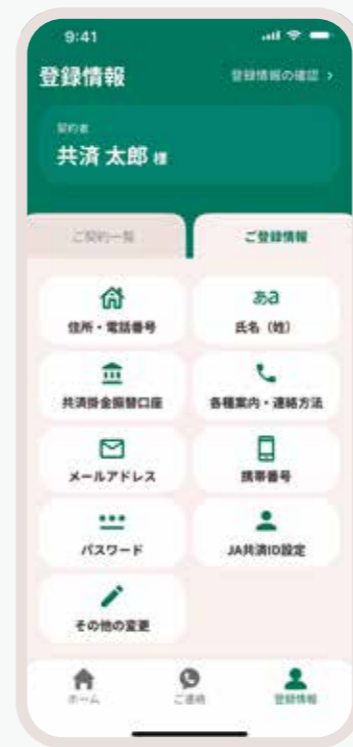 9:41
登録情報
登録情報の確認 >
契約者
共済 太郎 様
ご契約一覧
ご登録情報
住所・電話番号
あa
氏名（姓）
共済掛金振替口座
各種案内・連絡方法
メールアドレス
携帯番号
パスワード
JA共済ID設定
その他の変更
ホーム
ご連絡
登録情報